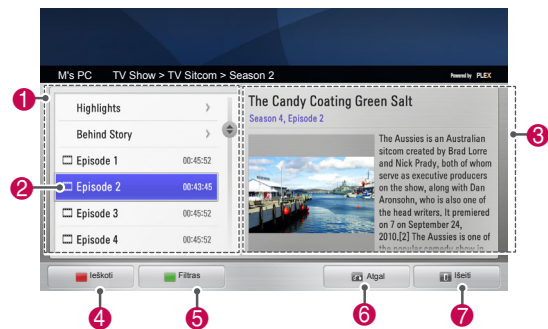 M's PC TV Show > TV Sitcom > Season 2
Powered by PLEX
1
Highlights >
Behind Story >
Episode 1 00:45:52
2
Episode 2 00:43:45
Episode 3 00:45:52
Episode 4 00:45:52
The Candy Coating Green Salt
Season 4, Episode 2
The Aussies is an Australian
sitcom created by Brad Lorre
and Nick Prady, both of whom
serve as executive producers
on the show, along with Dan
Aronsohn, who is also one of
the head writers. It premiered
on 7 on September 24,
2010.[2] The Aussies is one of
the popular comedy show in
3
Ieškoti
Filtras
Atgal
Išeiti
4
5
6
7